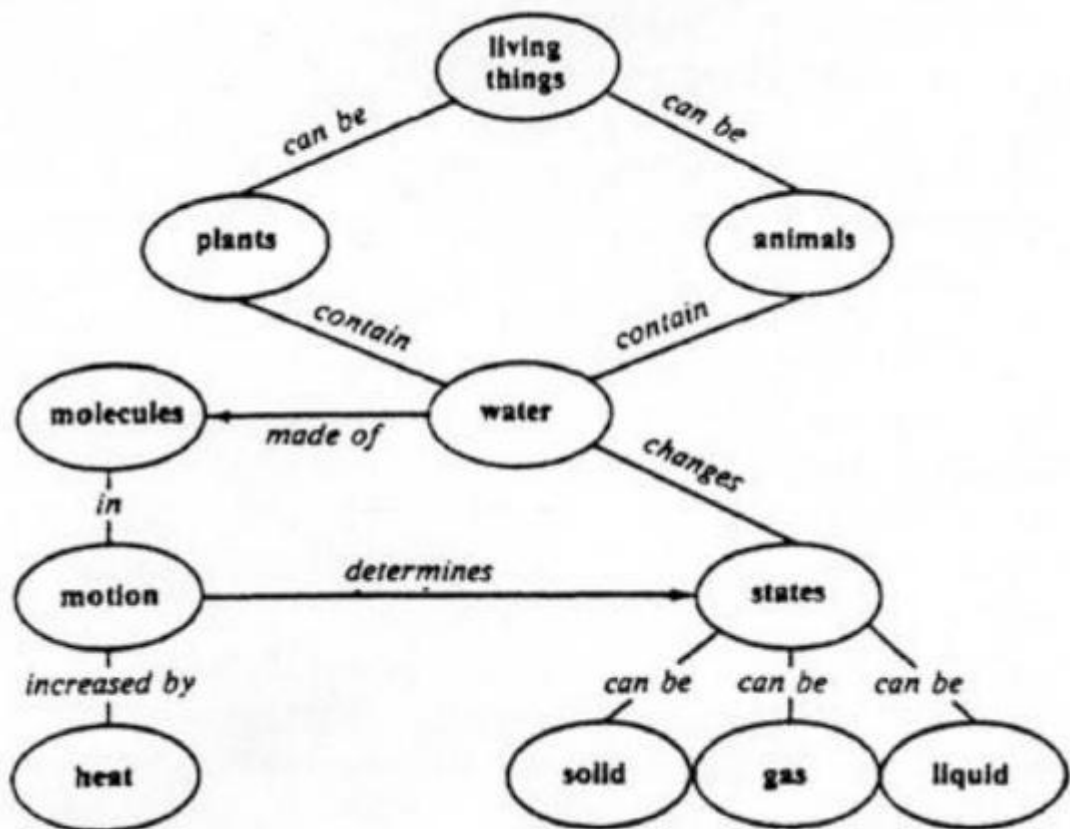 living
things
can be
can be
plants
animals
contain
contain
molecules
water
made of
changes
in
motion
determines
states
increased by
can be
can be
can be
heat
solid
gas
liquid